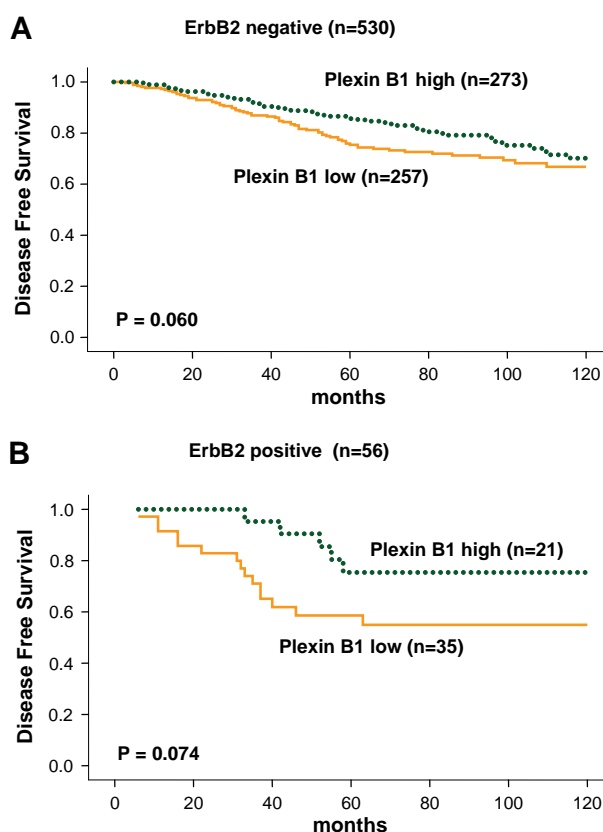 A
ErbB2 negative (n=530)
Plexin B1 high (n=273)
Plexin B1 low (n=257)
P = 0.060
Disease Free Survival
1.0
0.8
0.6
0.4
0.2
0.0
0 20 40 60 80 100 120
months
B
ErbB2 positive (n=56)
Plexin B1 high (n=21)
Plexin B1 low (n=35)
P = 0.074
Disease Free Survival
1.0
0.8
0.6
0.4
0.2
0.0
0 20 40 60 80 100 120
months